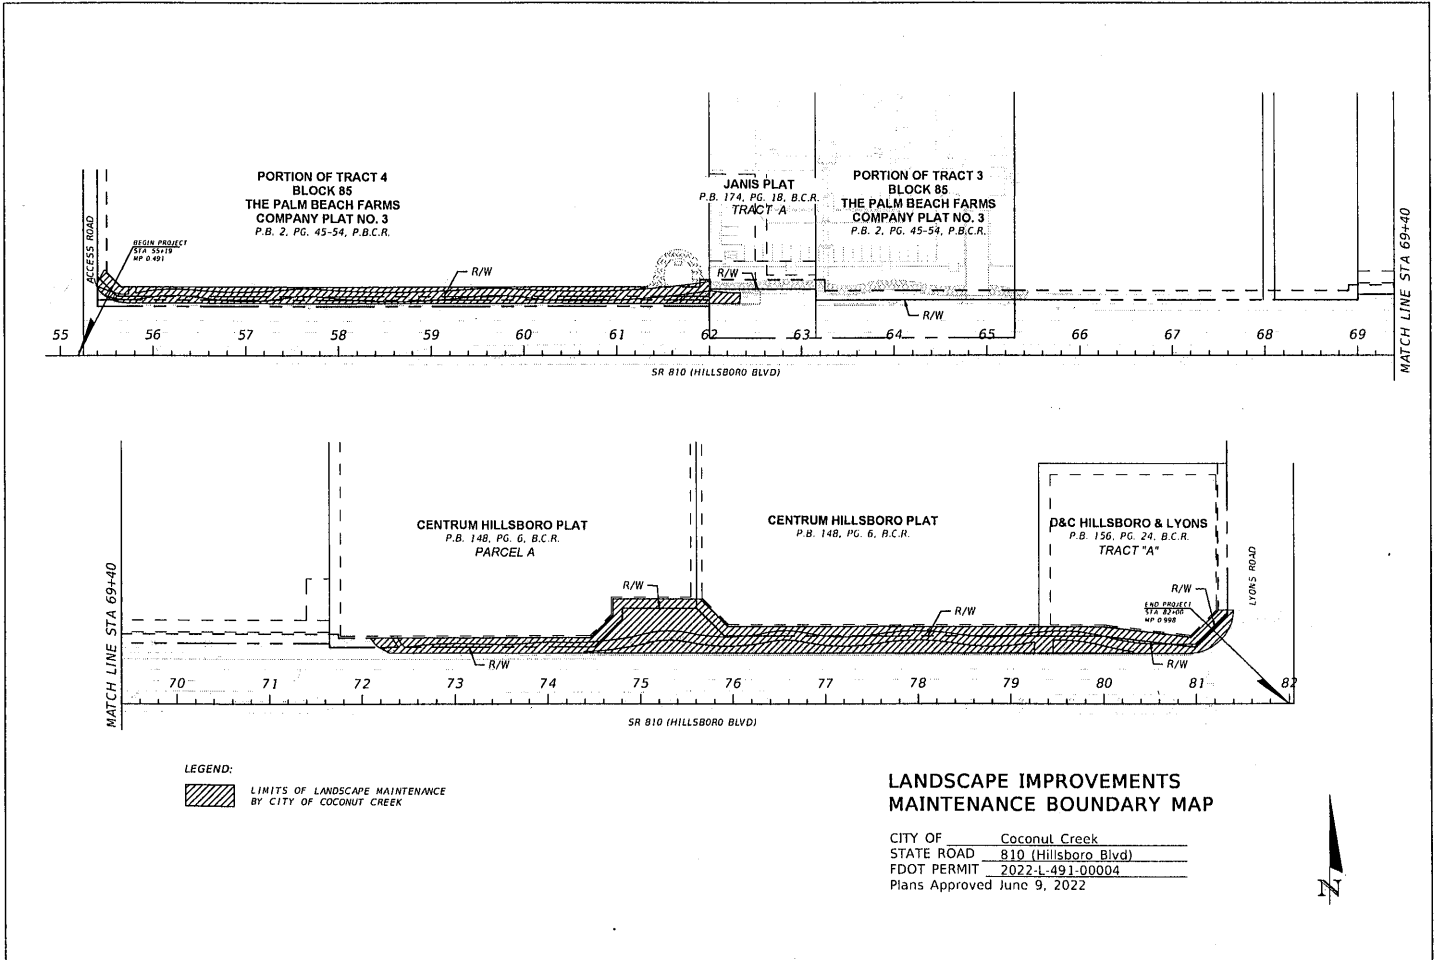 PORTION OF TRACT 4
BLOCK 85
THE PALM BEACH FARMS
COMPANY PLAT NO. 3
P.B. 2, PG. 45-54, P.B.C.R.
JANIS PLAT
P.B. 174, PG. 18, B.C.R.
TRACT A
PORTION OF TRACT 3
BLOCK 85
THE PALM BEACH FARMS
COMPANY PLAT NO. 3
P.B. 2, PG. 45-54, P.B.C.R.
ACCESS ROAD
BEGIN PROJECT
STA 55+19
MP 0.491
R/W
R/W
R/W
MATCH LINE STA 69+40
55 56 57 58 59 60 61 62 63 64 65 66 67 68 69
SR 810 (HILLSBORO BLVD)
CENTRUM HILLSBORO PLAT
P.B. 148, PG. 6, B.C.R.
PARCEL A
CENTRUM HILLSBORO PLAT
P.B. 148, PG. 6, B.C.R.
D&C HILLSBORO & LYONS
P.B. 156, PG. 24, B.C.R.
TRACT "A"
LYONS ROAD
MATCH LINE STA 69+40
R/W
R/W
R/W
R/W
R/W
END PROJECT
STA 82+00
MP 0.998
70 71 72 73 74 75 76 77 78 79 80 81 82
SR 810 (HILLSBORO BLVD)
LEGEND:
LIMITS OF LANDSCAPE MAINTENANCE
BY CITY OF COCONUT CREEK
LANDSCAPE IMPROVEMENTS
MAINTENANCE BOUNDARY MAP
CITY OF Coconut Creek
STATE ROAD 810 (Hillsboro Blvd)
FDOT PERMIT 2022-L-491-00004
Plans Approved June 9, 2022
N